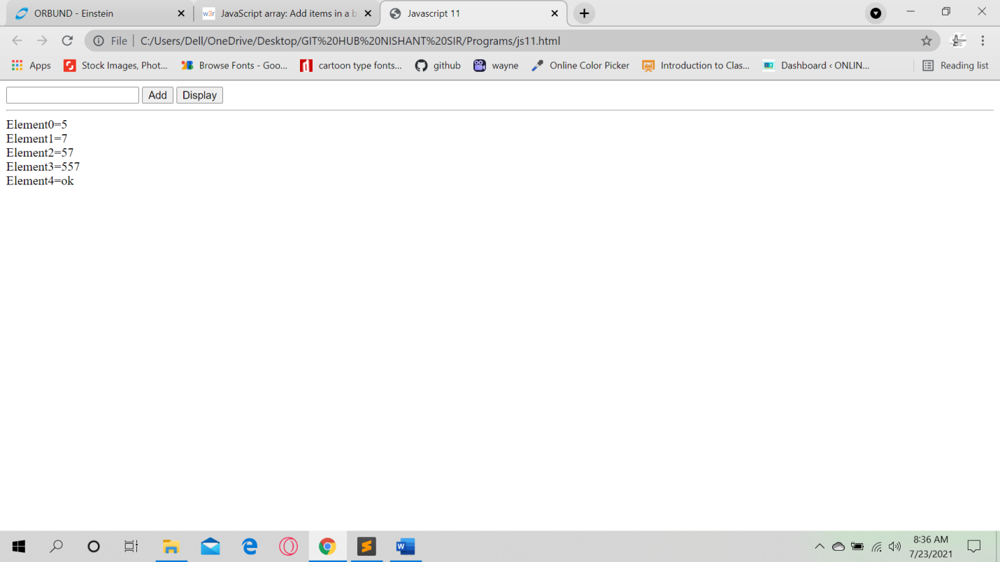 ORBUND - Einstein
w3r JavaScript array: Add items in a b
Javascript 11
File C:/Users/Dell/OneDrive/Desktop/GIT%20HUB%20NISHANT%20SIR/Programs/js11.html
Apps Stock Images, Phot... Browse Fonts - Goo... cartoon type fonts... github wayne Online Color Picker Introduction to Clas... Dashboard ‹ ONLIN... Reading list
Add Display
Element0=5
Element1=7
Element2=57
Element3=557
Element4=ok
8:36 AM
7/23/2021